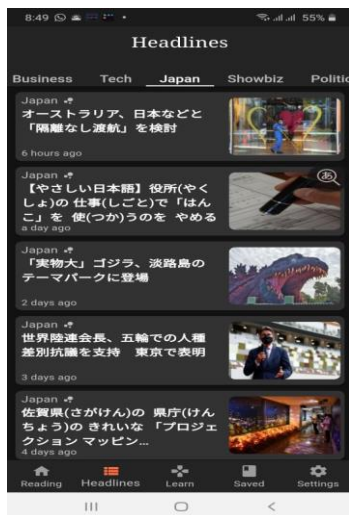 8:49
55%
Headlines
Business Tech Japan Showbiz Politic
Japan
オーストラリア、日本などと
「隔離なし渡航」を検討
6 hours ago
Japan
【やさしい日本語】役所(やく
しょ)の 仕事(しごと)で「はん
こ」を 使(つか)うのを やめる
a day ago
あ
Japan
「実物大」ゴジラ、淡路島の
テーマパークに登場
2 days ago
Japan
世界陸連会長、五輪での人種
差別抗議を支持 東京で表明
3 days ago
Japan
佐賀県(さがけん)の 県庁(けん
ちょう)の きれいな 「プロジェ
クション マッピン...
4 days ago
Reading Headlines Learn Saved Settings